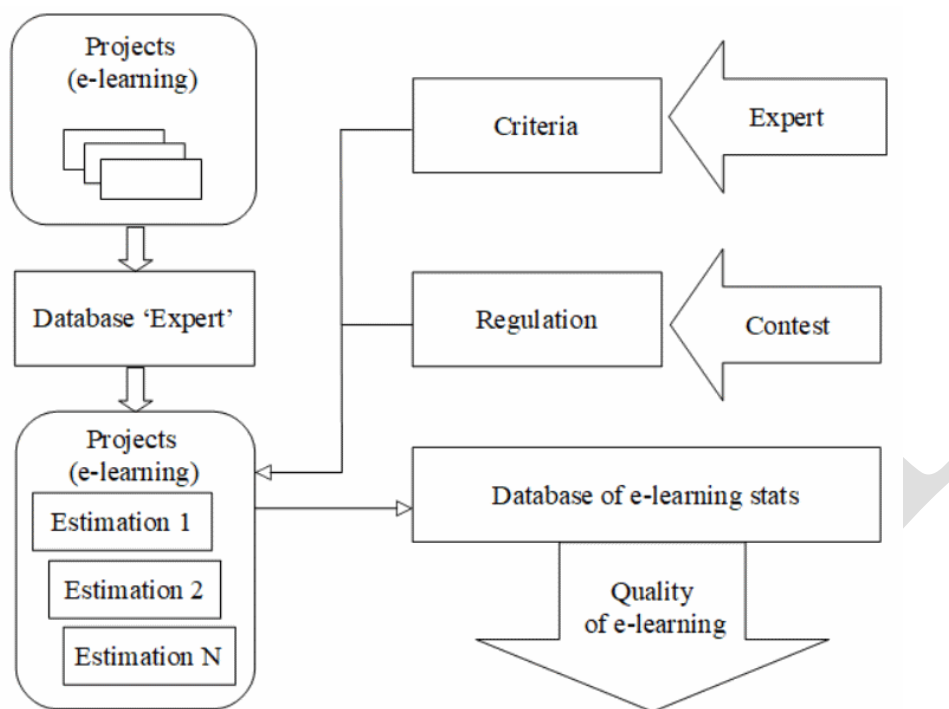 Projects
(e-learning)
Criteria
Expert
Database ‘Expert’
Regulation
Contest
Projects
(e-learning)
Estimation 1
Estimation 2
Estimation N
Database of e-learning stats
Quality
of e-learning